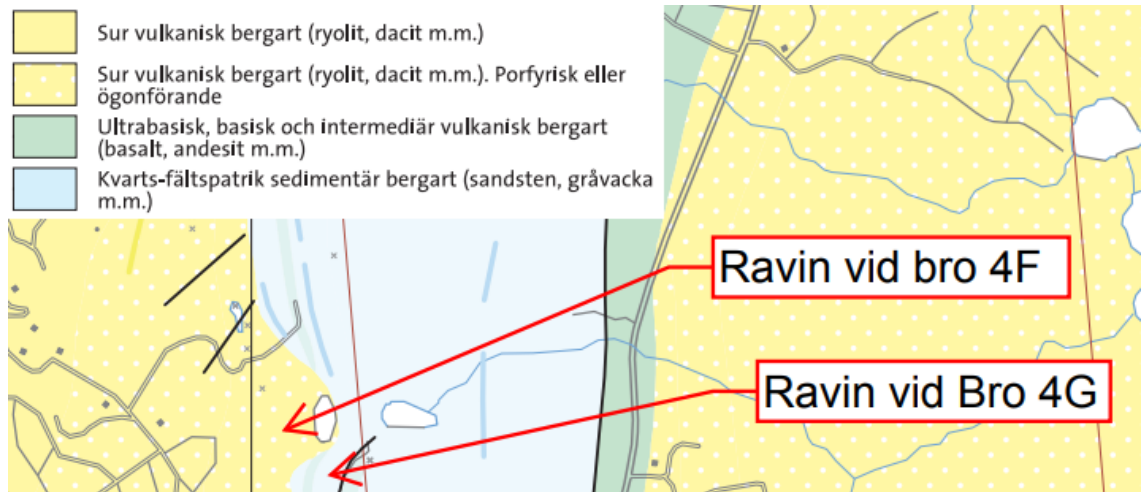 Sur vulkanisk bergart (ryolit, dacit m.m.)
Sur vulkanisk bergart (ryolit, dacit m.m.). Porfyrisk eller
ögonförande
Ultrabasisk, basisk och intermediär vulkanisk bergart
(basalt, andesit m.m.)
Kvarts-fältspatrik sedimentär bergart (sandsten, gråvacka
m.m.)
Ravin vid bro 4F
Ravin vid Bro 4G